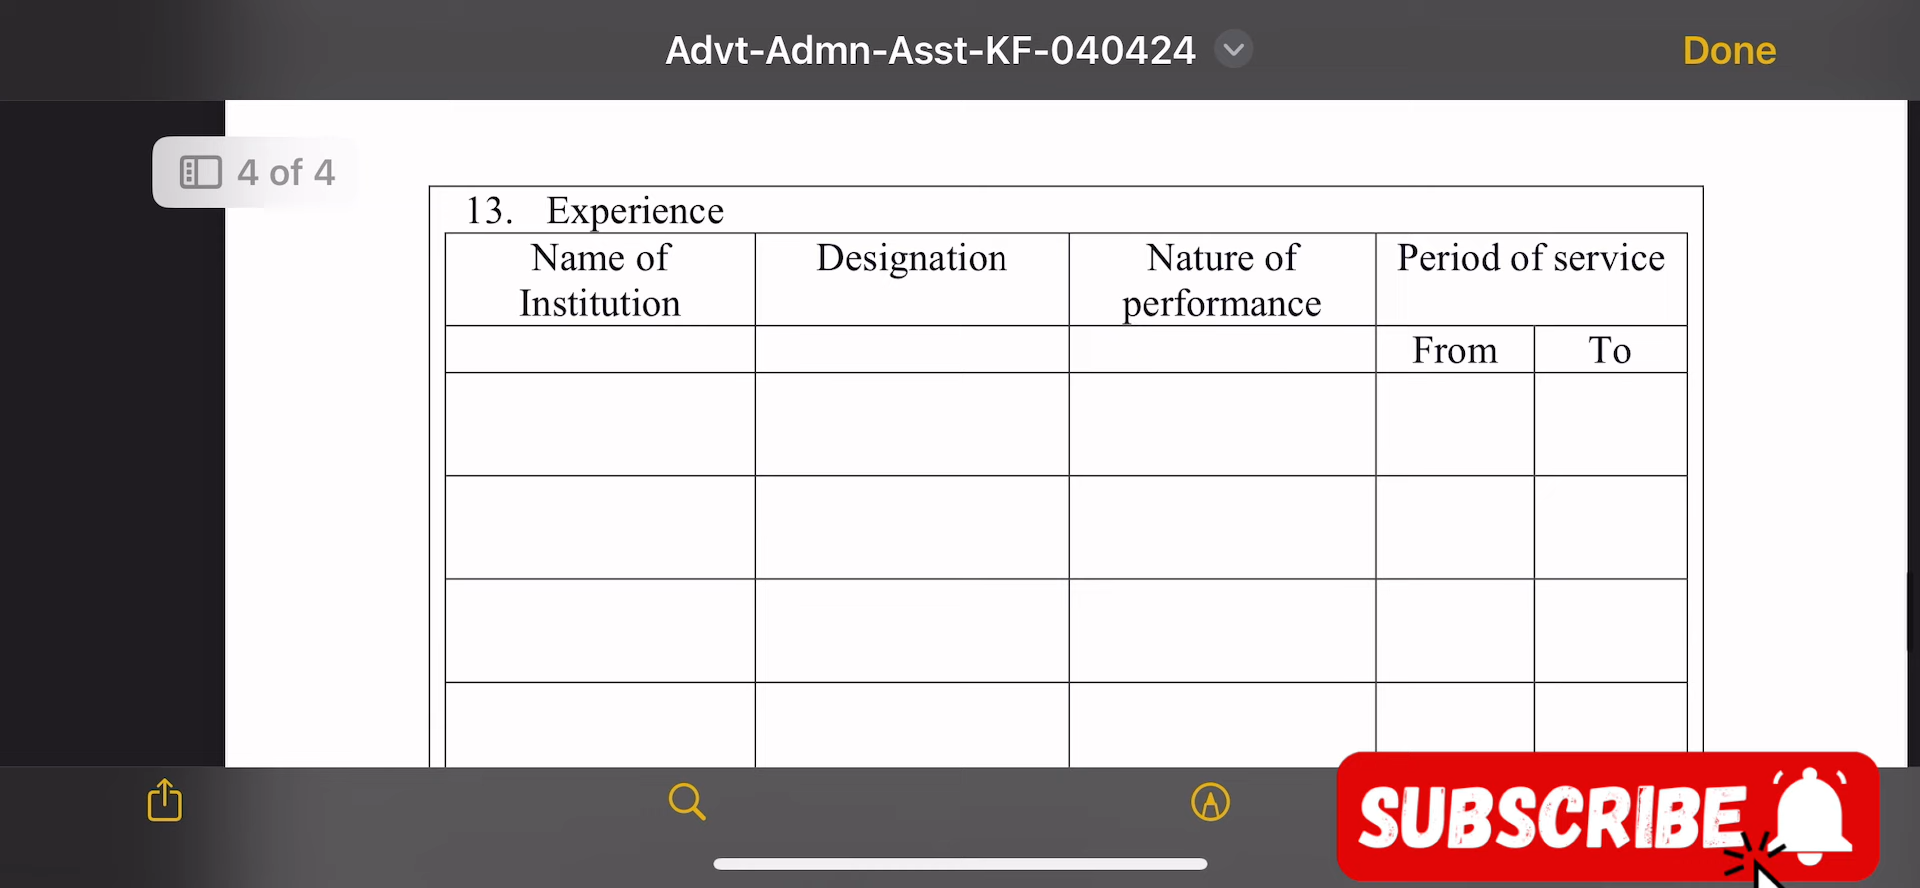 Advt-Admn-Asst-KF-040424
Done
4 of 4
13. Experience
Name of Institution
Designation
Nature of performance
Period of service
From
To
SUBSCRIBE